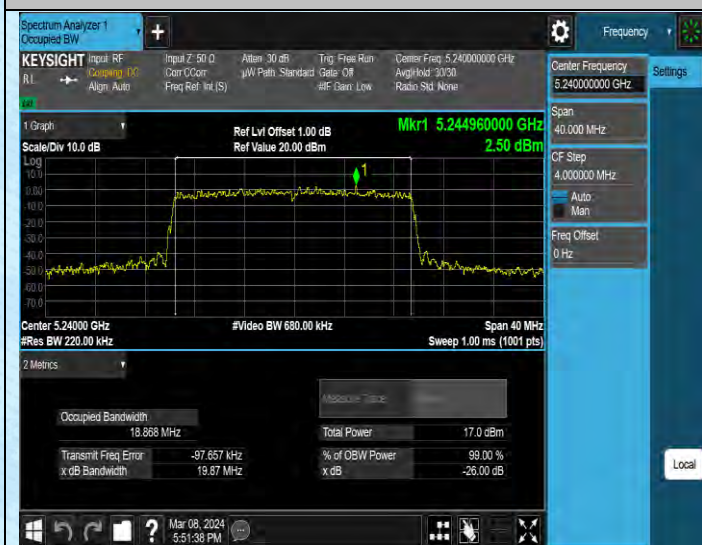 Spectrum Analyzer 1
Occupied BW
Frequency
KEYSIGHT
RL
Input: RF
Coupling: DC
Align: Auto
Input Z: 50 Ω
Corr CCorr
Freq Ref: Int (S)
Atten: 30 dB
µW Path: Standard
Trig: Free Run
Gate: Off
#IF Gain: Low
Center Freq: 5.240000000 GHz
Avg|Hold: 30/30
Radio Std: None
Center Frequency
5.240000000 GHz
Settings
Span
40.000 MHz
CF Step
4.000000 MHz
Auto
Man
Freq Offset
0 Hz
1 Graph
Scale/Div 10.0 dB
Ref Lvl Offset 1.00 dB
Ref Value 20.00 dBm
Mkr1 5.244960000 GHz
2.50 dBm
Log
10.0
0.00
-10.0
-20.0
-30.0
-40.0
-50.0
-60.0
-70.0
1
Center 5.24000 GHz
#Res BW 220.00 kHz
#Video BW 680.00 kHz
Span 40 MHz
Sweep 1.00 ms (1001 pts)
2 Metrics
Measure Trace
Occupied Bandwidth
18.868 MHz
Total Power 17.0 dBm
Transmit Freq Error -97.657 kHz
% of OBW Power 99.00 %
x dB Bandwidth 19.87 MHz
x dB -26.00 dB
Local
?
Mar 08, 2024
5:51:38 PM